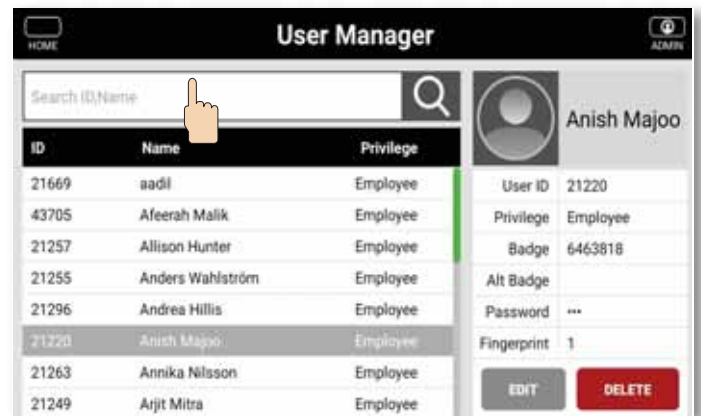 User Manager
HOME
ADMIN
Search ID,Name
ID Name Privilege
21669 aadil Employee
43705 Afeerah Malik Employee
21257 Allison Hunter Employee
21255 Anders Wahlström Employee
21296 Andrea Hillis Employee
21220 Anish Majoo Employee
21263 Annika Nilsson Employee
21249 Arjit Mitra Employee
Anish Majoo
User ID 21220
Privilege Employee
Badge 6463818
Alt Badge
Password ***
Fingerprint 1
EDIT DELETE